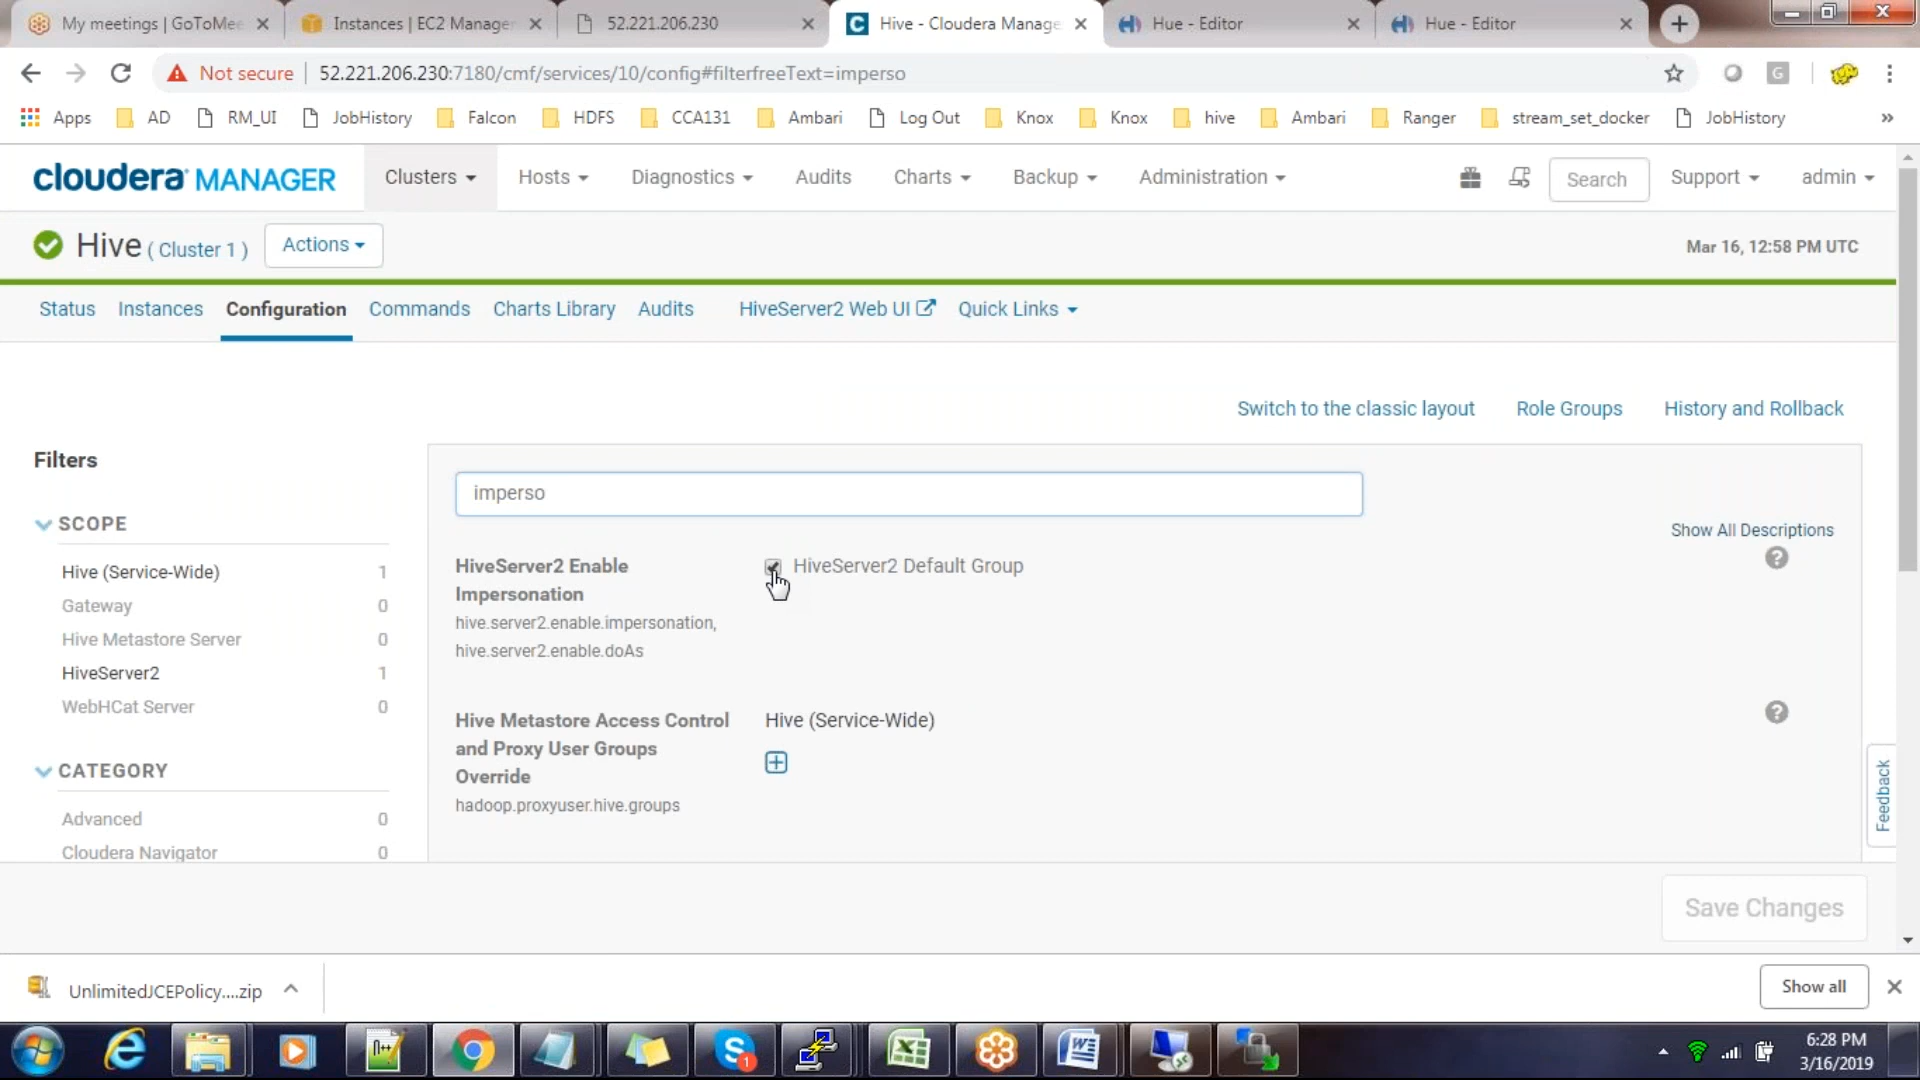 My meetings | GoToMee
Instances | EC2 Manager
52.221.206.230
Hive - Cloudera Manage
Hue - Editor
Hue - Editor
Not secure
52.221.206.230:7180/cmf/services/10/config#filterfreeText=imperso
G
Apps
AD
RM_UI
JobHistory
Falcon
HDFS
CCA131
Ambari
Log Out
Knox
Knox
hive
Ambari
Ranger
stream_set_docker
JobHistory
»
cloudera MANAGER
Clusters
Hosts
Diagnostics
Audits
Charts
Backup
Administration
Search
Support
admin
Hive ( Cluster 1 )
Actions
Mar 16, 12:58 PM UTC
Status
Instances
Configuration
Commands
Charts Library
Audits
HiveServer2 Web UI
Quick Links
Switch to the classic layout
Role Groups
History and Rollback
Filters
SCOPE
Hive (Service-Wide) 1
Gateway 0
Hive Metastore Server 0
HiveServer2 1
WebHCat Server 0
CATEGORY
Advanced 0
Cloudera Navigator 0
imperso
Show All Descriptions
HiveServer2 Enable
Impersonation
hive.server2.enable.impersonation,
hive.server2.enable.doAs
HiveServer2 Default Group
?
Hive Metastore Access Control
and Proxy User Groups
Override
hadoop.proxyuser.hive.groups
Hive (Service-Wide)
?
Feedback
Save Changes
UnlimitedJCEPolicy....zip
Show all
6:28 PM
3/16/2019